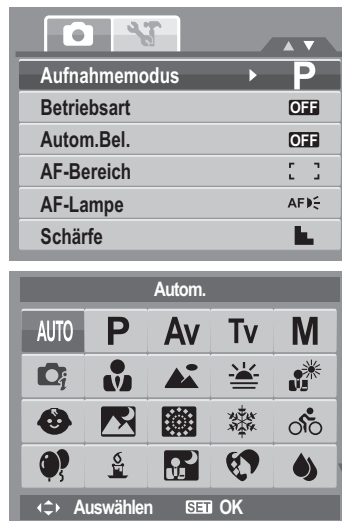 Aufnahmemodus P
Betriebsart OFF
Autom.Bel. OFF
AF-Bereich
AF-Lampe AF
Schärfe
Autom.
AUTO P Av Tv M
Auswählen SET OK